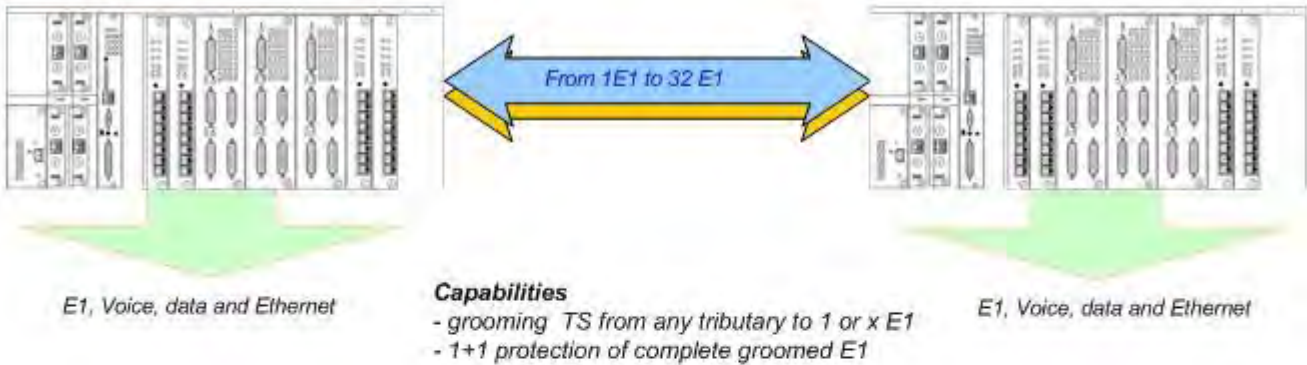 From 1E1 to 32 E1
E1, Voice, data and Ethernet
Capabilities
- grooming TS from any tributary to 1 or x E1
- 1+1 protection of complete groomed E1
E1, Voice, data and Ethernet